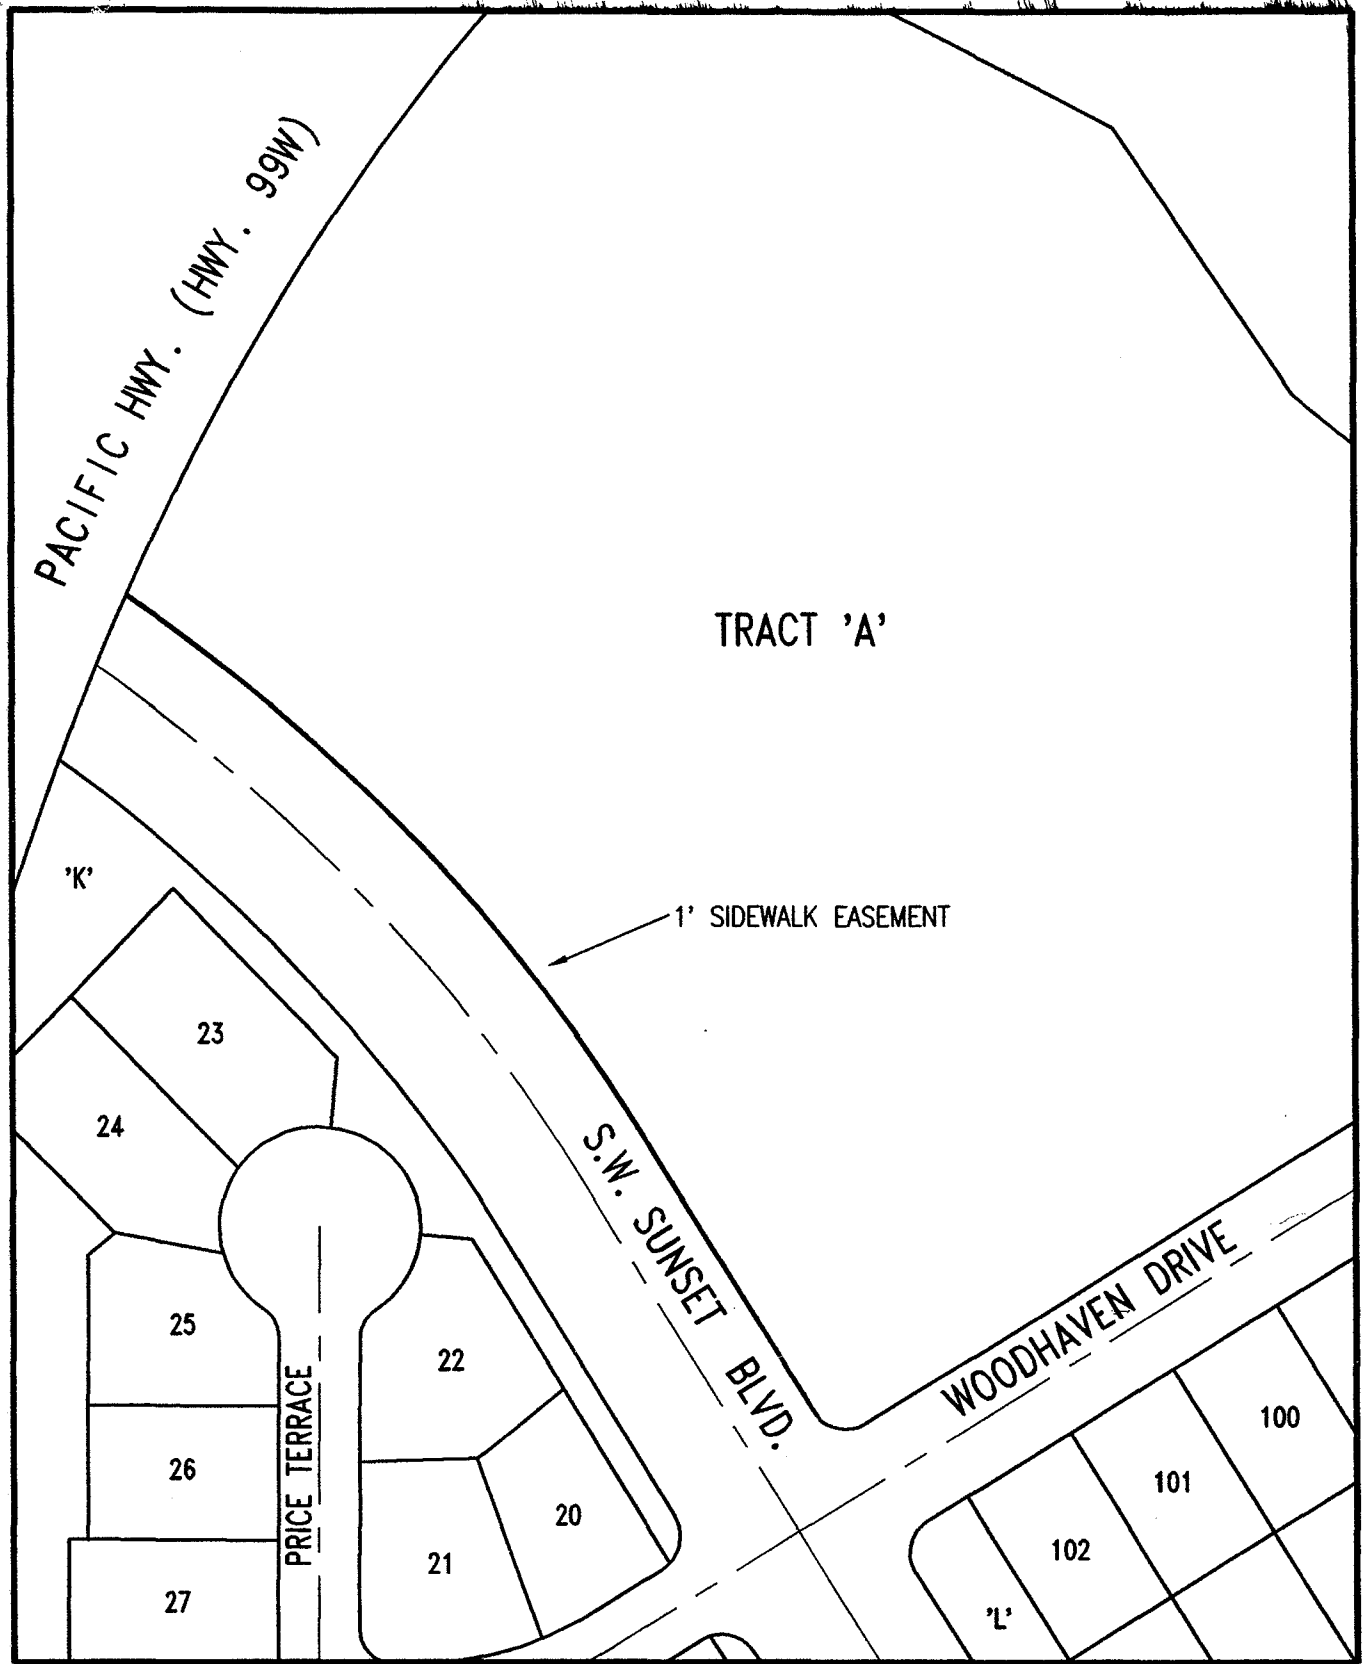 PACIFIC HWY. (HWY. 99W)
TRACT 'A'
'K'
1' SIDEWALK EASEMENT
23
24
S.W. SUNSET BLVD.
WOODHAVEN DRIVE
25
22
PRICE TERRACE
100
26
101
20
21
102
27
'L'